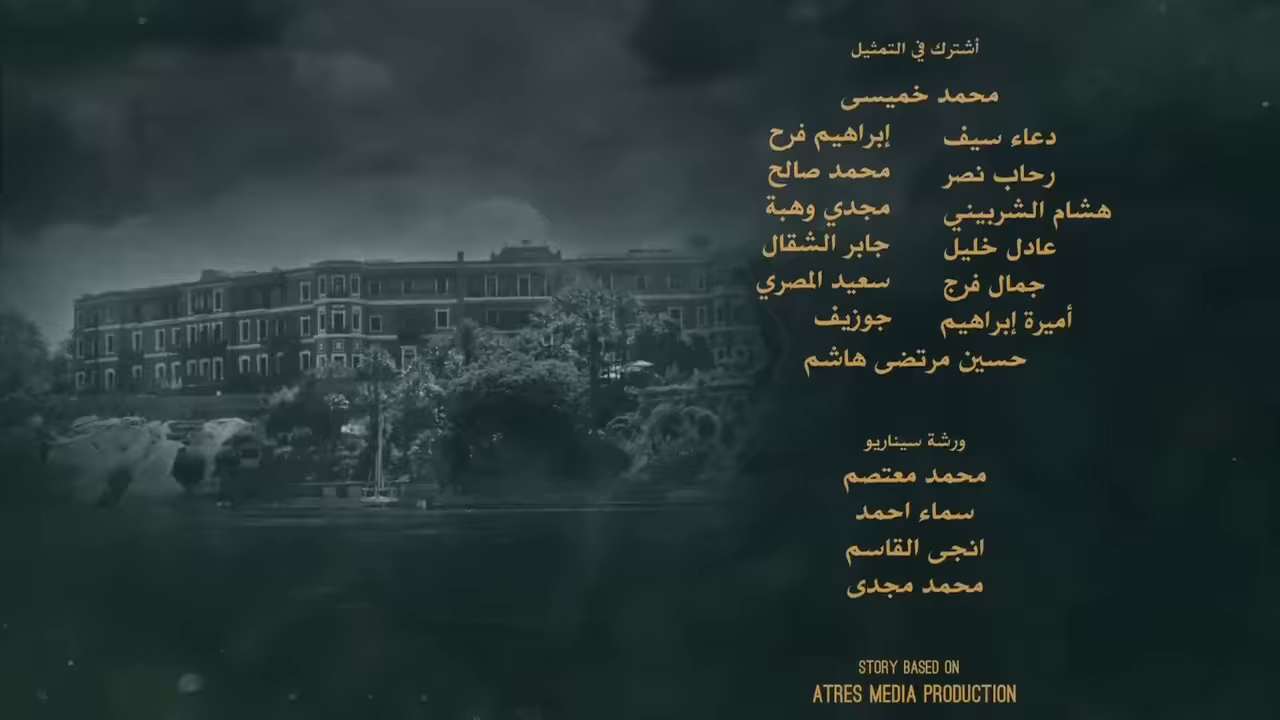 أشترك في التمثيل
محمد خميسى
دعاء سيف إبراهيم فرح
رحاب نصر محمد صالح
هشام الشربيني مجدي وهبة
عادل خليل جابر الشقال
جمال فرج سعيد المصري
أميرة إبراهيم جوزيف
حسين مرتضى هاشم
ورشة سيناريو
محمد معتصم
سماء احمد
انجى القاسم
محمد مجدى
STORY BASED ON
ATRES MEDIA PRODUCTION